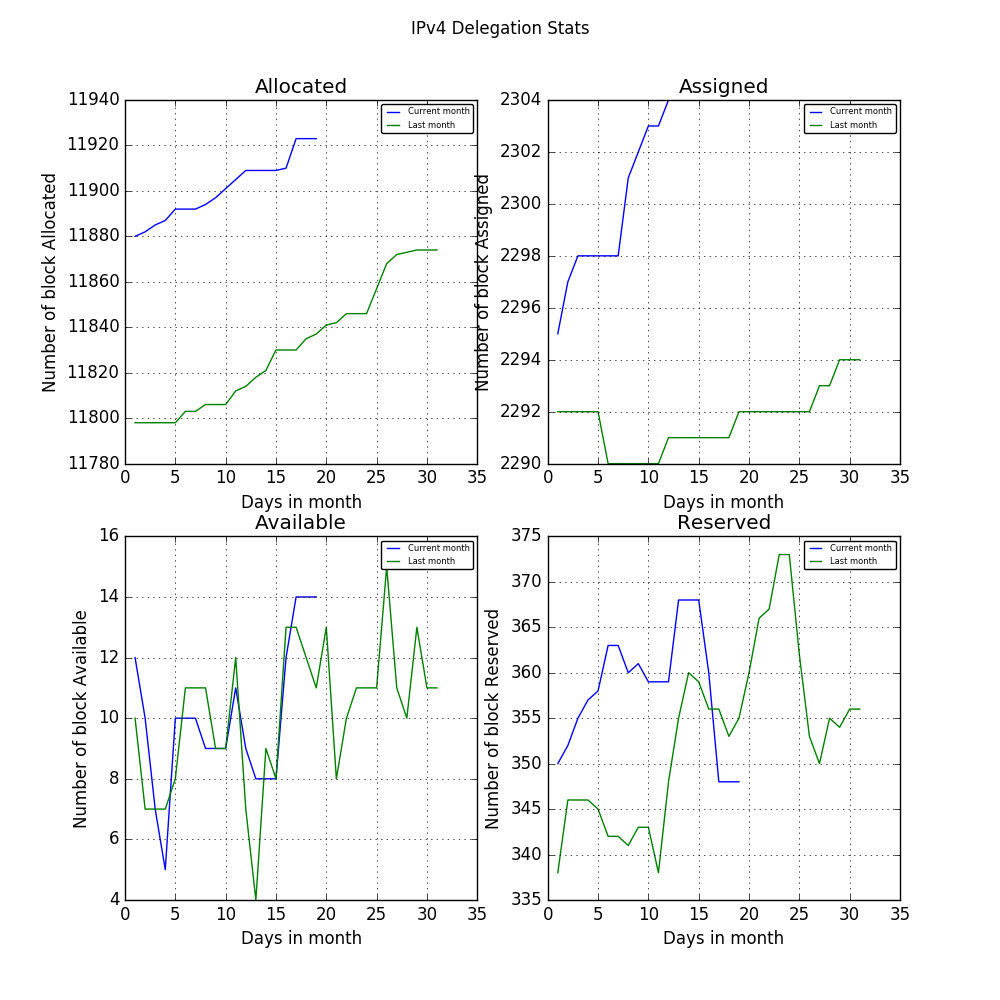 IPv4 Delegation Stats
Allocated
11940
11920
11900
11880
11860
11840
11820
11800
11780
Number of block Allocated
Current month
Last month
0 5 10 15 20 25 30 35
Days in month
Assigned
2304
2302
2300
2298
2296
2294
2292
2290
Number of block Assigned
Current month
Last month
0 5 10 15 20 25 30 35
Days in month
Available
16
14
12
10
8
6
4
Number of block Available
Current month
Last month
0 5 10 15 20 25 30 35
Days in month
Reserved
375
370
365
360
355
350
345
340
335
Number of block Reserved
Current month
Last month
0 5 10 15 20 25 30 35
Days in month